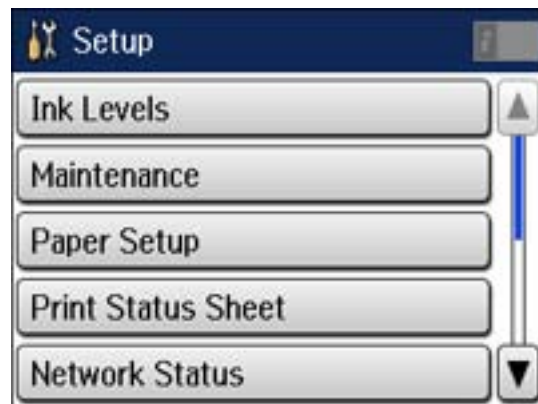 Setup
Ink Levels
Maintenance
Paper Setup
Print Status Sheet
Network Status